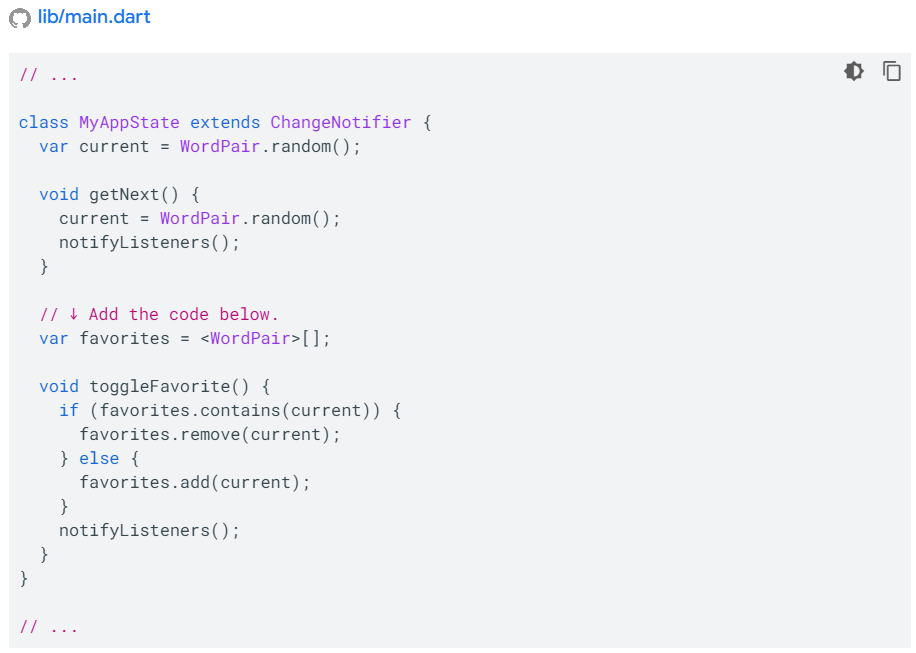 lib/main.dart
// ...
class MyAppState extends ChangeNotifier {
  var current = WordPair.random();
  void getNext() {
    current = WordPair.random();
    notifyListeners();
  }
  // ↓ Add the code below.
  var favorites = <WordPair>[];
  void toggleFavorite() {
    if (favorites.contains(current)) {
      favorites.remove(current);
    } else {
      favorites.add(current);
    }
    notifyListeners();
  }
}
// ...